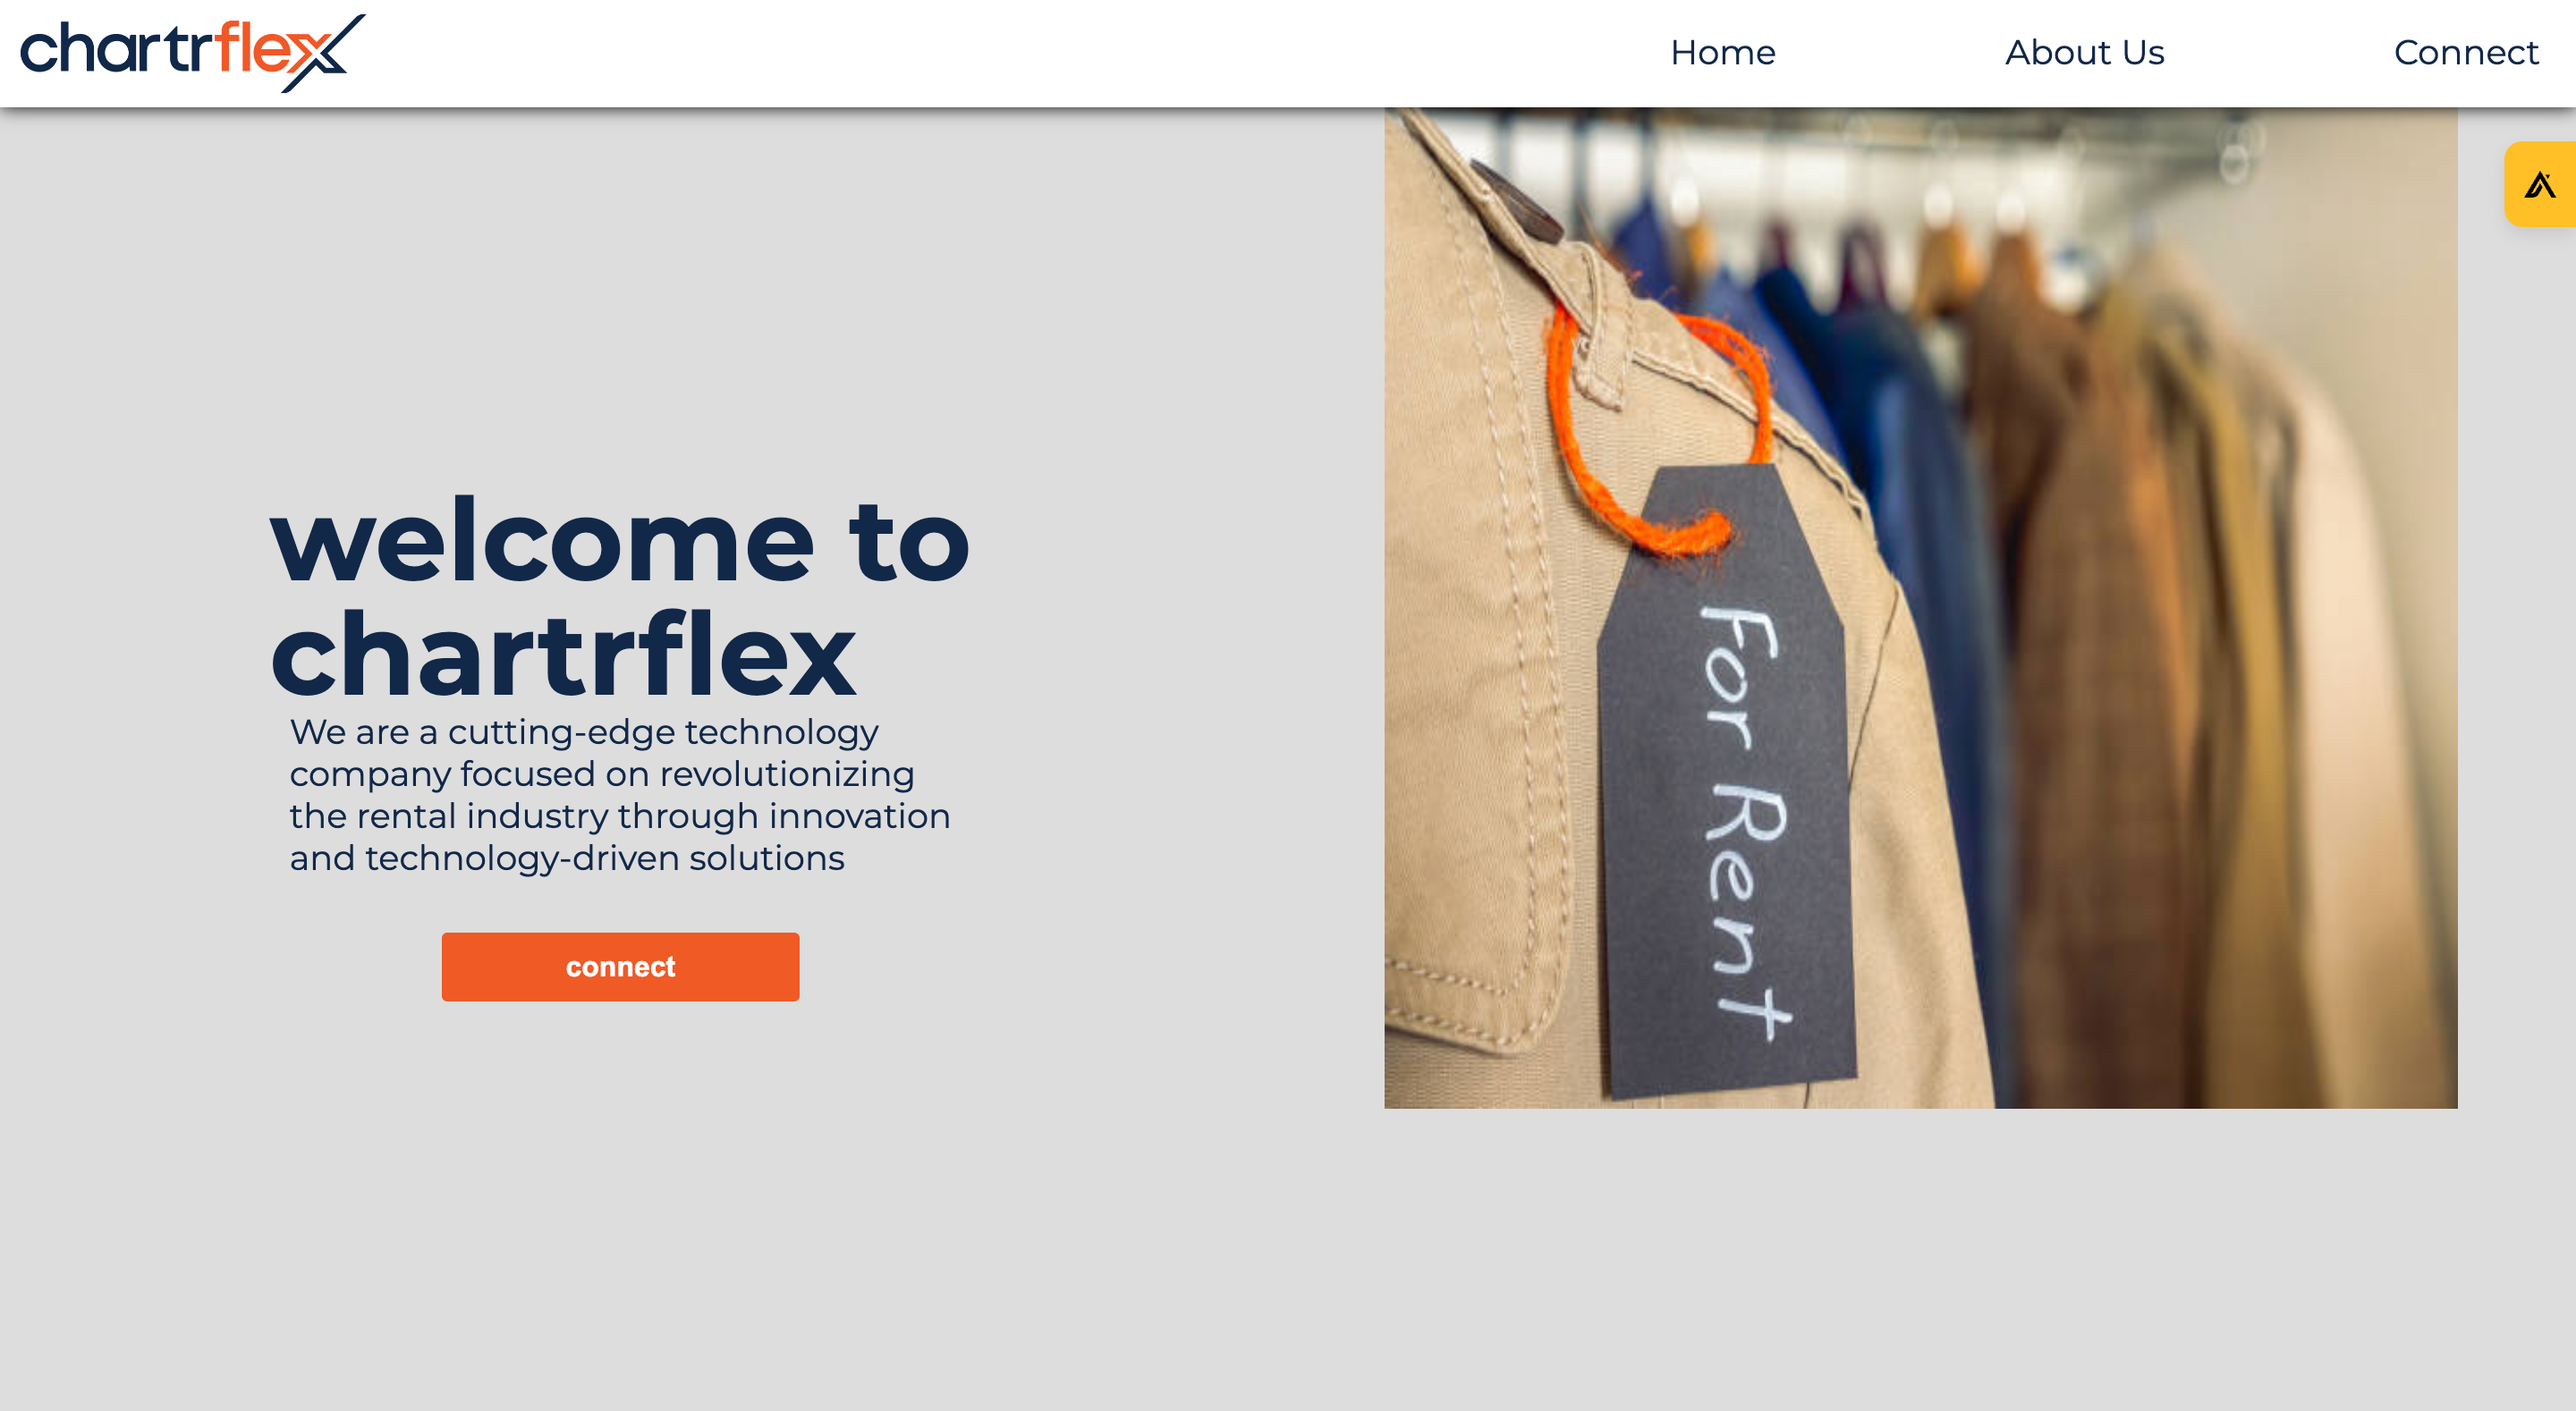 chartrflex
Home
About Us
Connect
welcome to
chartrflex
We are a cutting-edge technology
company focused on revolutionizing
the rental industry through innovation
and technology-driven solutions
connect
For Rent